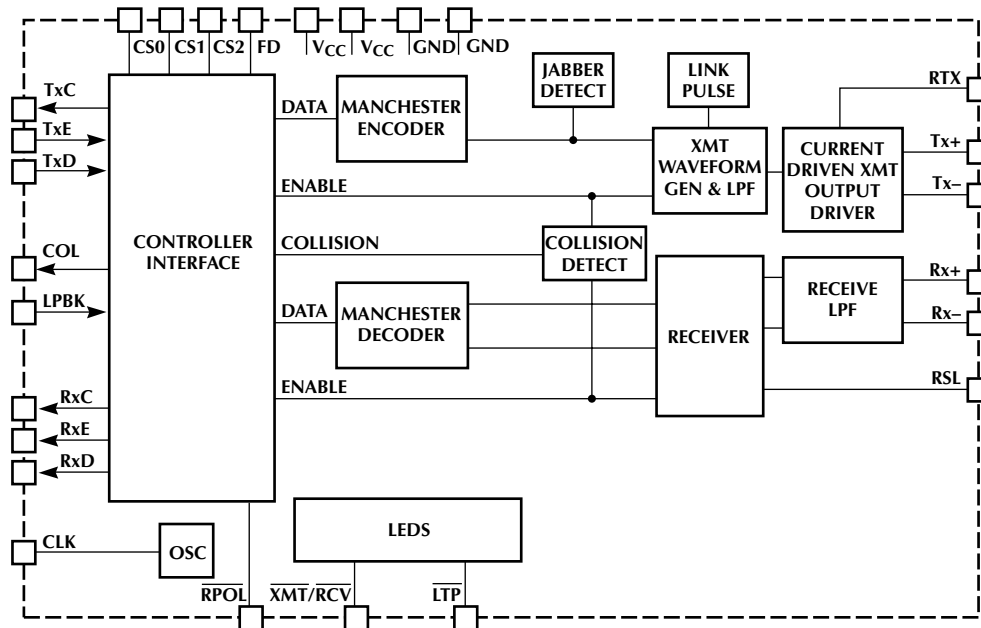 CS0 CS1 CS2 FD VCC VCC GND GND
TxC
TxE
TxD
COL
LPBK
RxC
RxE
RxD
CLK
CONTROLLER
INTERFACE
OSC
DATA
ENABLE
COLLISION
DATA
ENABLE
MANCHESTER
ENCODER
MANCHESTER
DECODER
JABBER
DETECT
LINK
PULSE
XMT
WAVEFORM
GEN & LPF
CURRENT
DRIVEN XMT
OUTPUT
DRIVER
COLLISION
DETECT
RECEIVER
RECEIVE
LPF
RTX
Tx+
Tx–
Rx+
Rx–
RSL
LEDS
RPOL XMT/RCV LTP